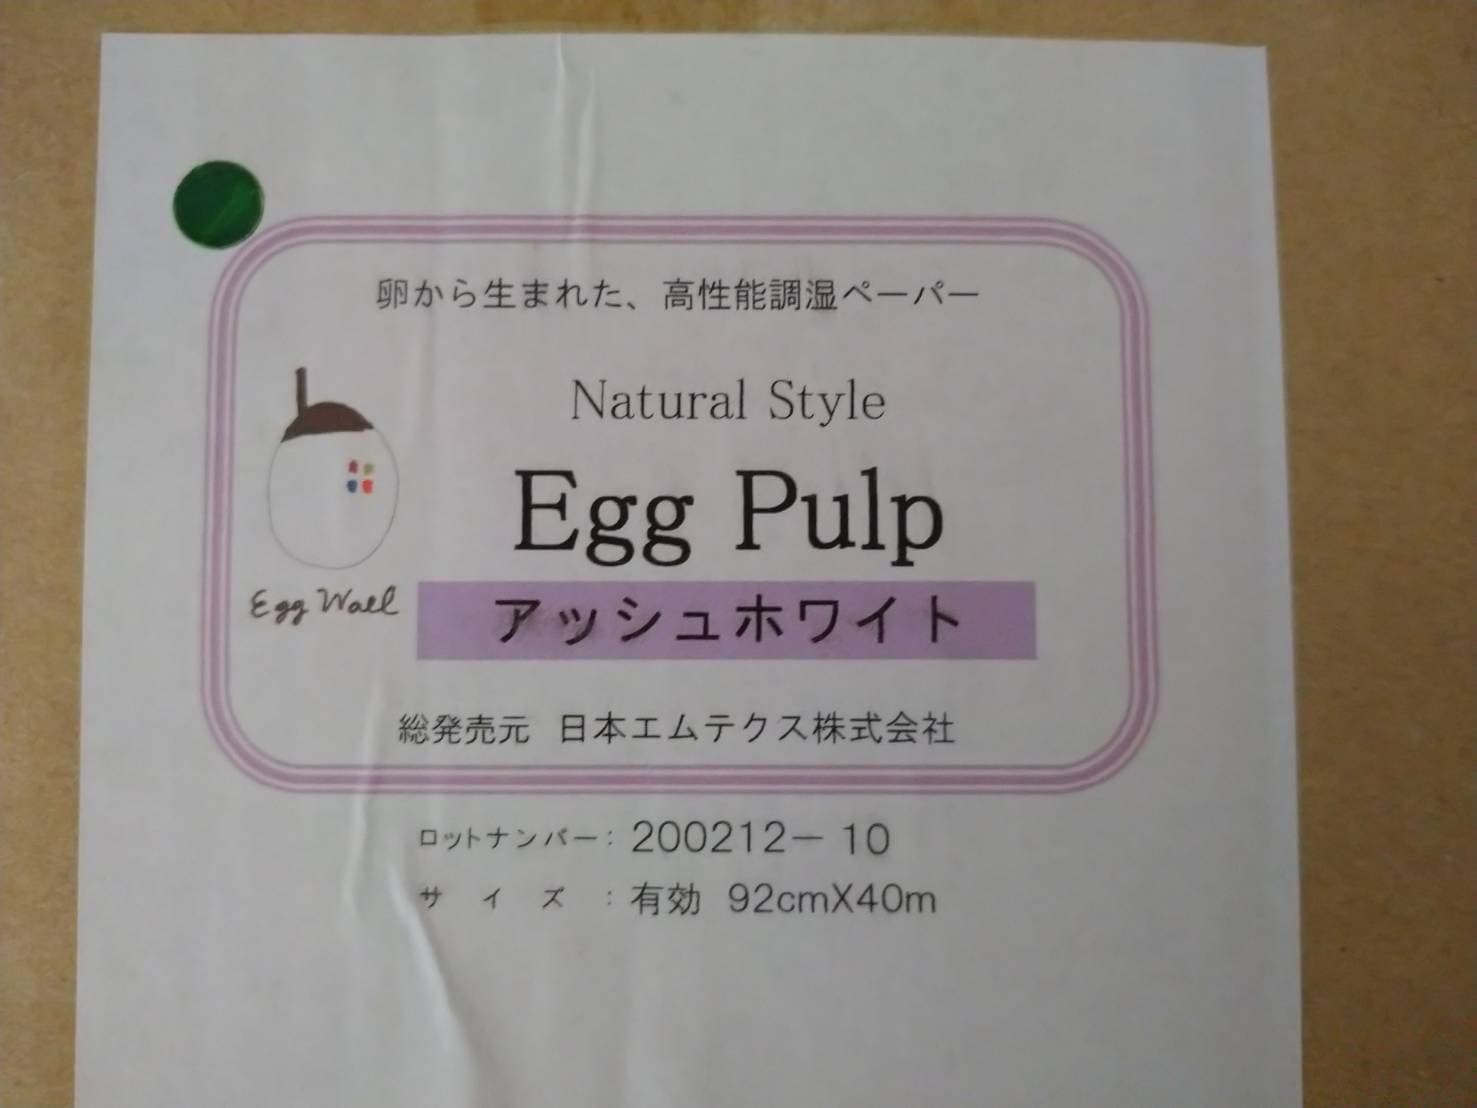 卵から生まれた、高性能調湿ペーパー
Natural Style
Egg Pulp
Egg Wall
アッシュホワイト
総発売元 日本エムテクス株式会社
ロットナンバー: 200212-10
サイズ : 有効 92cmX40m